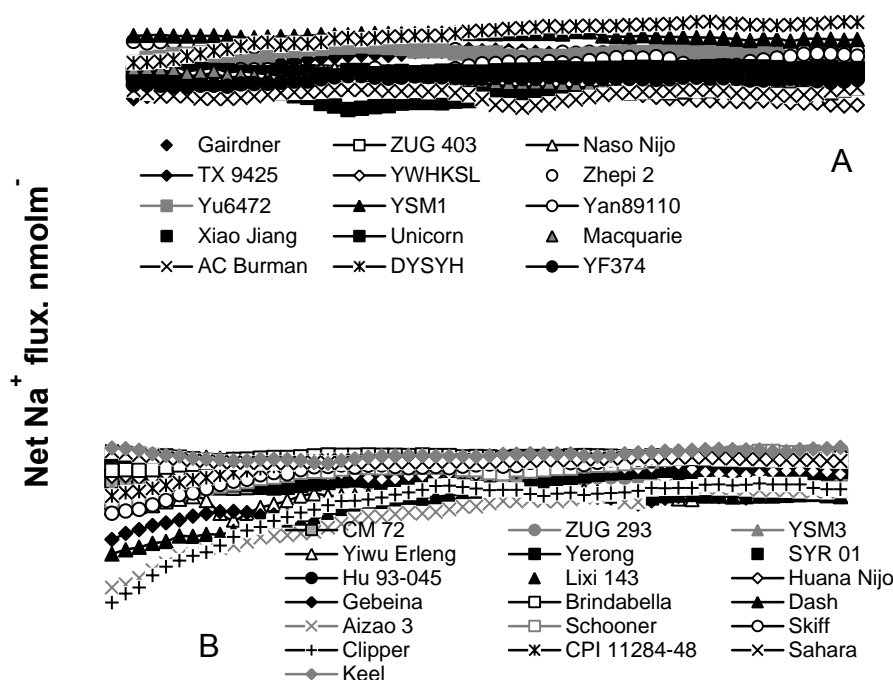 Net Na+ flux. nmolm-
Gairdner ZUG 403 Naso Nijo
A
TX 9425 YWHKSL Zhepi 2
Yu6472 YSM1 Yan89110
Xiao Jiang Unicorn Macquarie
AC Burman DYSYH YF374
CM 72 ZUG 293 YSM3
Yiwu Erleng Yerong SYR 01
Hu 93-045 Lixi 143 Huana Nijo
Gebeina Brindabella Dash
Aizao 3 Schooner Skiff
B
Clipper CPI 11284-48 Sahara
Keel